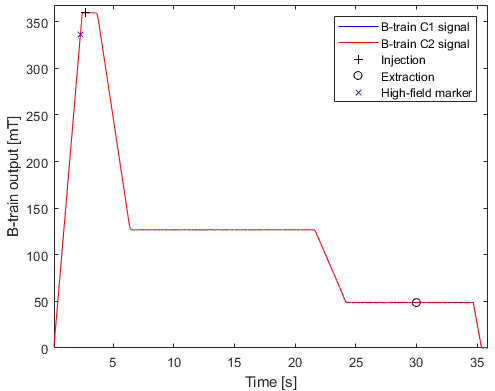 B-train C1 signal
B-train C2 signal
Injection
Extraction
High-field marker
B-train output [mT]
350
300
250
200
150
100
50
0
5
10
15
20
25
30
35
Time [s]